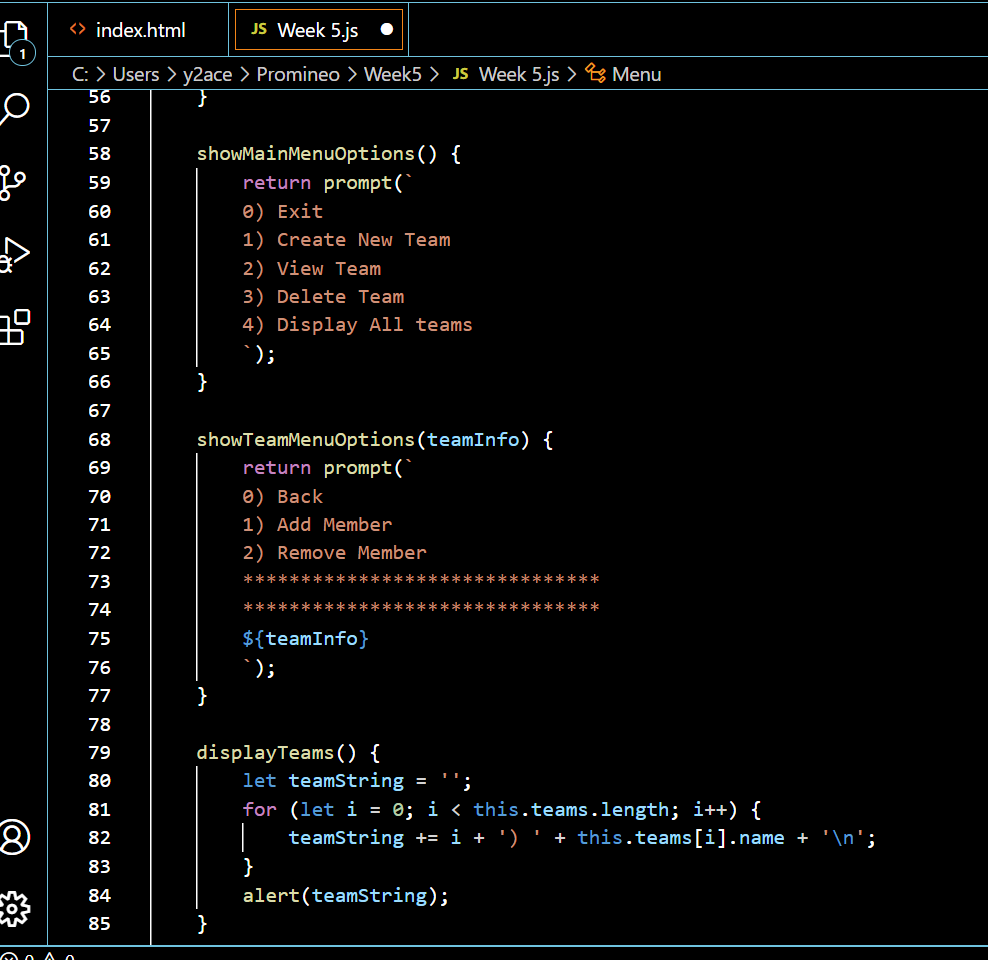 index.html
JS Week 5.js
1
C: > Users > y2ace > Promineo > Week5 > JS Week 5.js > Menu
56 }
57
58 showMainMenuOptions() {
59 return prompt(`
60 0) Exit
61 1) Create New Team
62 2) View Team
63 3) Delete Team
64 4) Display All teams
65 `);
66 }
67
68 showTeamMenuOptions(teamInfo) {
69 return prompt(`
70 0) Back
71 1) Add Member
72 2) Remove Member
73 *******************************
74 *******************************
75 ${teamInfo}
76 `);
77 }
78
79 displayTeams() {
80 let teamString = '';
81 for (let i = 0; i < this.teams.length; i++) {
82 teamString += i + ') ' + this.teams[i].name + '\n';
83 }
84 alert(teamString);
85 }